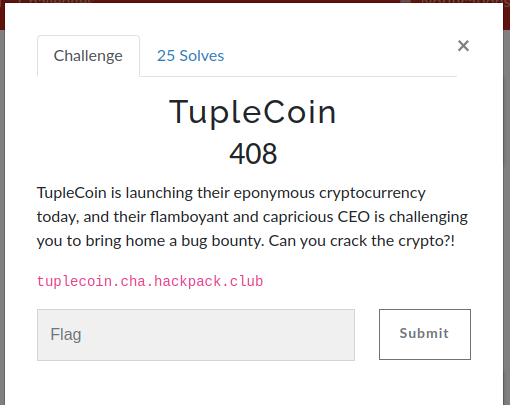 Challenge
25 Solves
×
TupleCoin
408
TupleCoin is launching their eponymous cryptocurrency
today, and their flamboyant and capricious CEO is challenging
you to bring home a bug bounty. Can you crack the crypto?!
tuplecoin.cha.hackpack.club
Flag
Submit